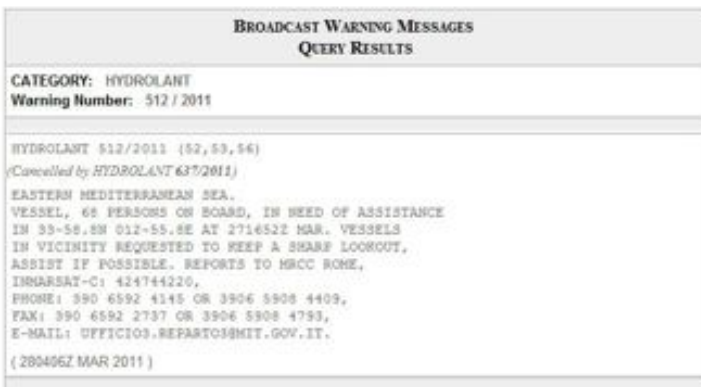 BROADCAST WARNING MESSAGES
QUERY RESULTS
CATEGORY: HYDROLANT
Warning Number: 512 / 2011
HYDROLANT 512/2011 (52,53,56)
(Cancelled by HYDROLANT 637/2011)
EASTERN MEDITERRANEAN SEA.
VESSEL, 68 PERSONS ON BOARD, IN NEED OF ASSISTANCE
IN 33-58.8N 012-55.8E AT 271652Z MAR. VESSELS
IN VICINITY REQUESTED TO KEEP A SHARP LOOKOUT,
ASSIST IF POSSIBLE. REPORTS TO MRCC ROME,
INMARSAT-C: 424744220,
PHONE: 390 6592 4145 OR 3906 5908 4409,
FAX: 390 6592 2737 OR 3906 5908 4793,
E-MAIL: UFFICIO3.REPARTO3@MIT.GOV.IT.
( 280406Z MAR 2011 )